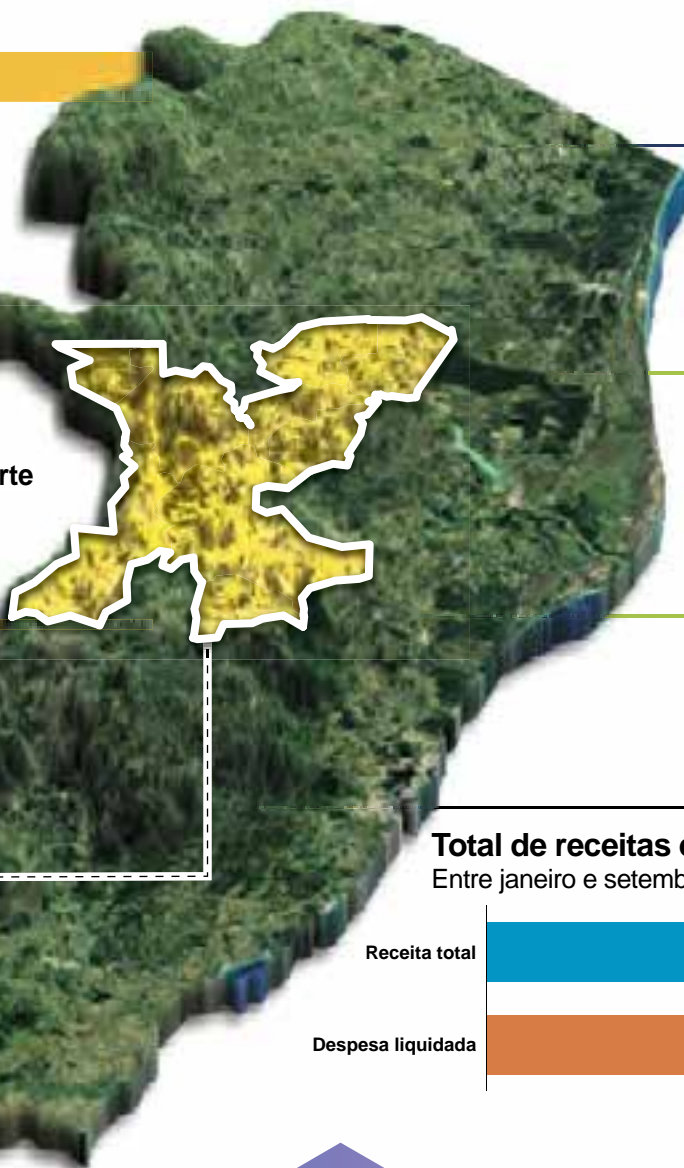 rte
Total de receitas
Entre janeiro e setemb
Receita total
Despesa liquidada